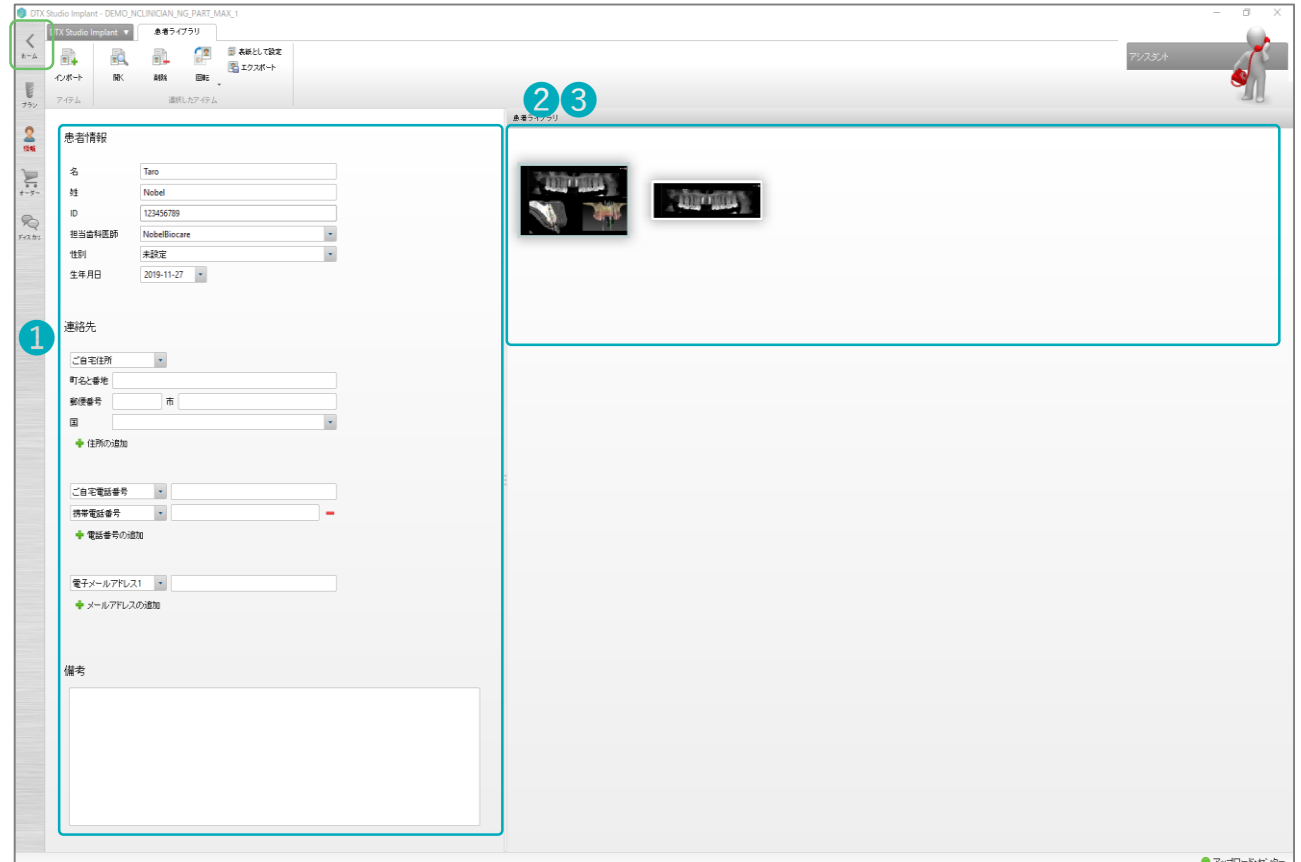 DTX Studio Implant - DEMO_NCLINICIAN_NG_PART_MAX_1
DTX Studio Implant ▼ 患者ライブラリ
ホーム
インポート 開く 削除 回転 表紙として設定 エクスポート
アイテム 選択したアイテム
アシスタント
プラン
情報
オーダー
2 3
患者ライブラリ
患者情報
名 Taro
姓 Nobel
ID 123456789
担当歯科医師 NobelBiocare
性別 未設定
生年月日 2019-11-27
1
連絡先
ご自宅住所
町名と番地
郵便番号 市
国
住所の追加
ご自宅電話番号
携帯電話番号
電話番号の追加
電子メールアドレス1
メールアドレスの追加
備考